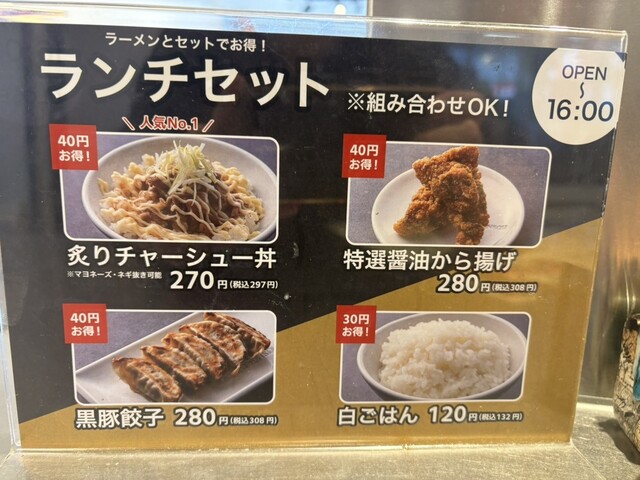 ラーメンとセットでお得!
ランチセット
※組み合わせOK!
OPEN
〜
16:00
\ 人気No.1 /
40円
お得!
炙りチャーシュー丼
※マヨネーズ・ネギ抜き可能
270円(税込297円)
40円
お得!
特選醤油から揚げ
280円(税込308円)
40円
お得!
黒豚餃子 280円(税込308円)
30円
お得!
白ごはん 120円(税込132円)